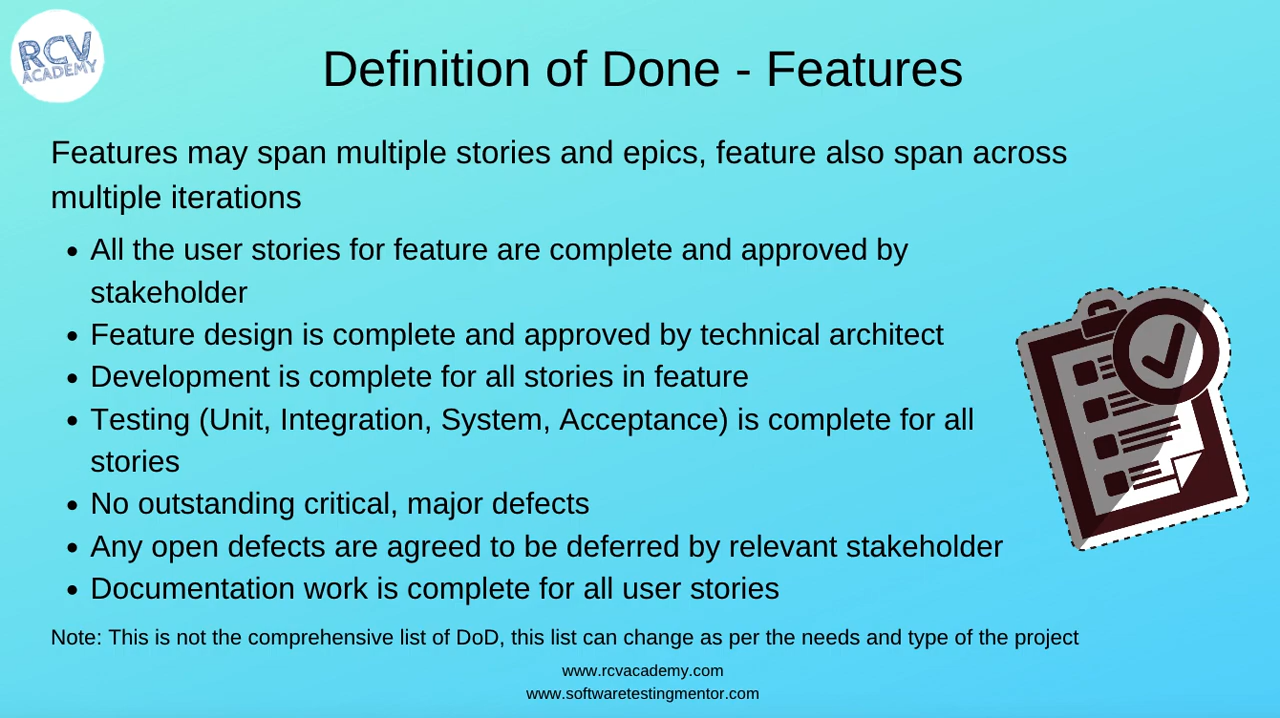 RCV
ACADEMY
Definition of Done - Features
Features may span multiple stories and epics, feature also span across
multiple iterations
• All the user stories for feature are complete and approved by
stakeholder
• Feature design is complete and approved by technical architect
• Development is complete for all stories in feature
• Testing (Unit, Integration, System, Acceptance) is complete for all
stories
• No outstanding critical, major defects
• Any open defects are agreed to be deferred by relevant stakeholder
• Documentation work is complete for all user stories
Note: This is not the comprehensive list of DoD, this list can change as per the needs and type of the project
www.rcvacademy.com
www.softwaretestingmentor.com